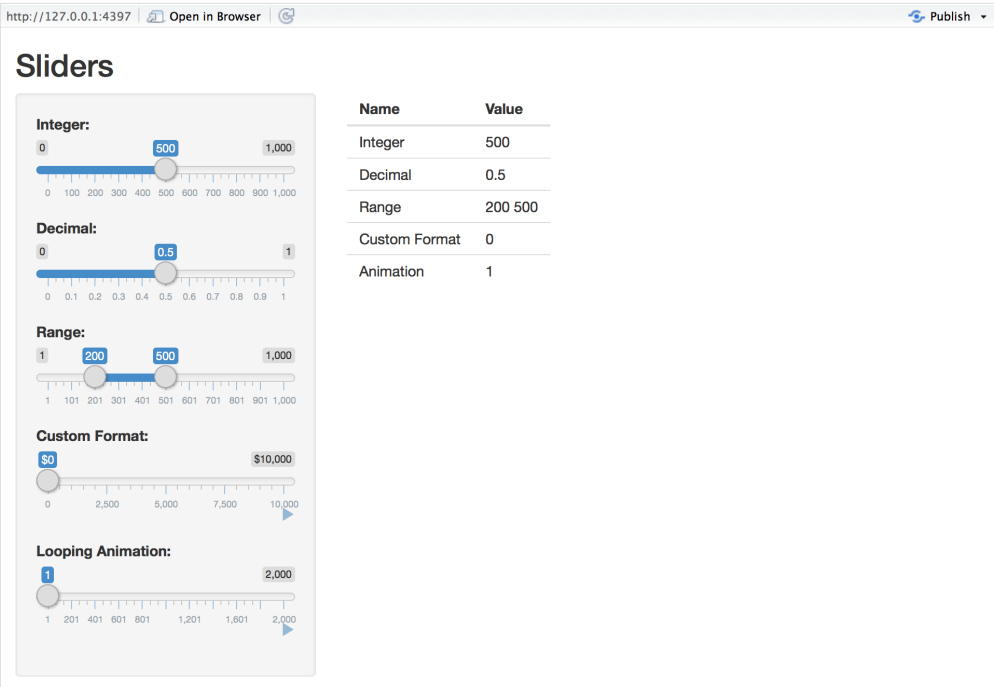 http://127.0.0.1:4397 Open in Browser Publish
Sliders
Integer:
0 500 1,000
0 100 200 300 400 500 600 700 800 900 1,000
Decimal:
0 0.5 1
0 0.1 0.2 0.3 0.4 0.5 0.6 0.7 0.8 0.9 1
Range:
1 200 500 1,000
1 101 201 301 401 501 601 701 801 901 1,000
Custom Format:
$0 $10,000
0 2,500 5,000 7,500 10,000
Looping Animation:
1 2,000
1 201 401 601 801 1,201 1,601 2,000
Name Value
Integer 500
Decimal 0.5
Range 200 500
Custom Format 0
Animation 1